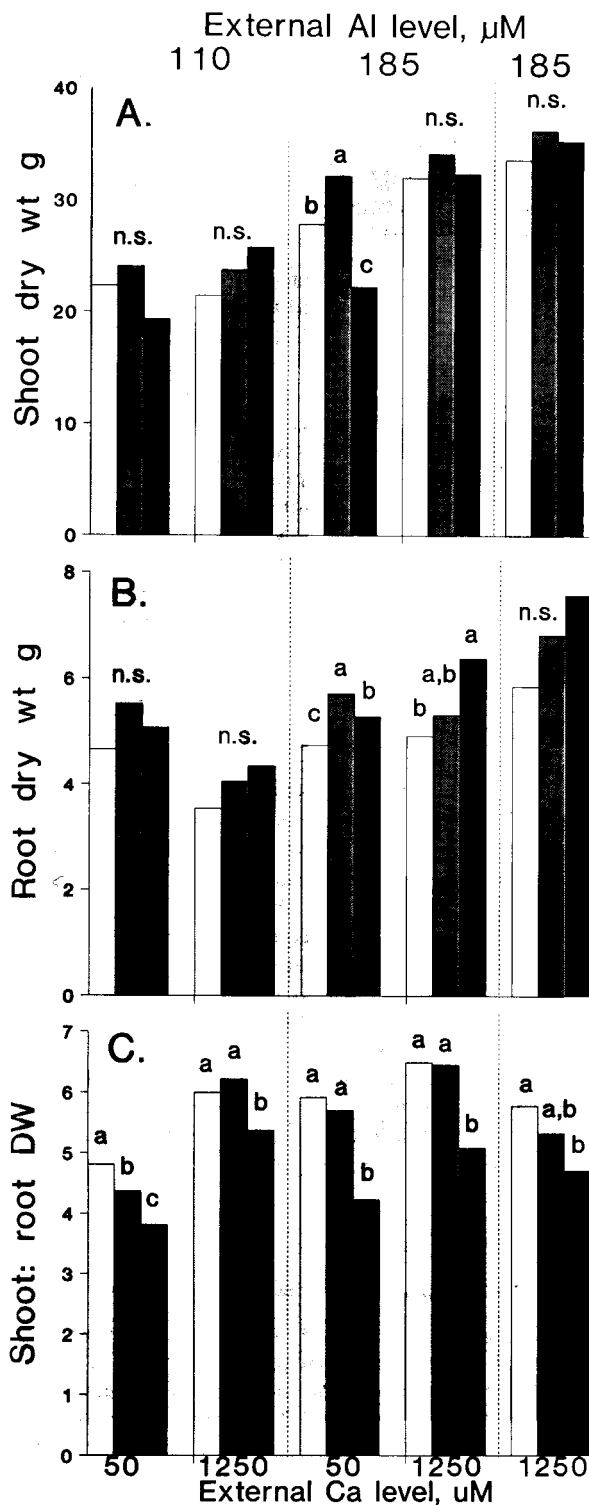 External Al level, µM
110 185 185
A.
Shoot dry wt g
40
30
20
10
0
n.s.
n.s.
b
a
c
n.s.
n.s.
B.
Root dry wt g
8
6
4
2
0
n.s.
n.s.
c
a
b
b
a,b
a
n.s.
C.
Shoot: root DW
7
6
5
4
3
2
1
0
a
b
c
a
a
b
a
a
b
a
a
b
a
a,b
b
50 1250 50 1250 1250
External Ca level, uM